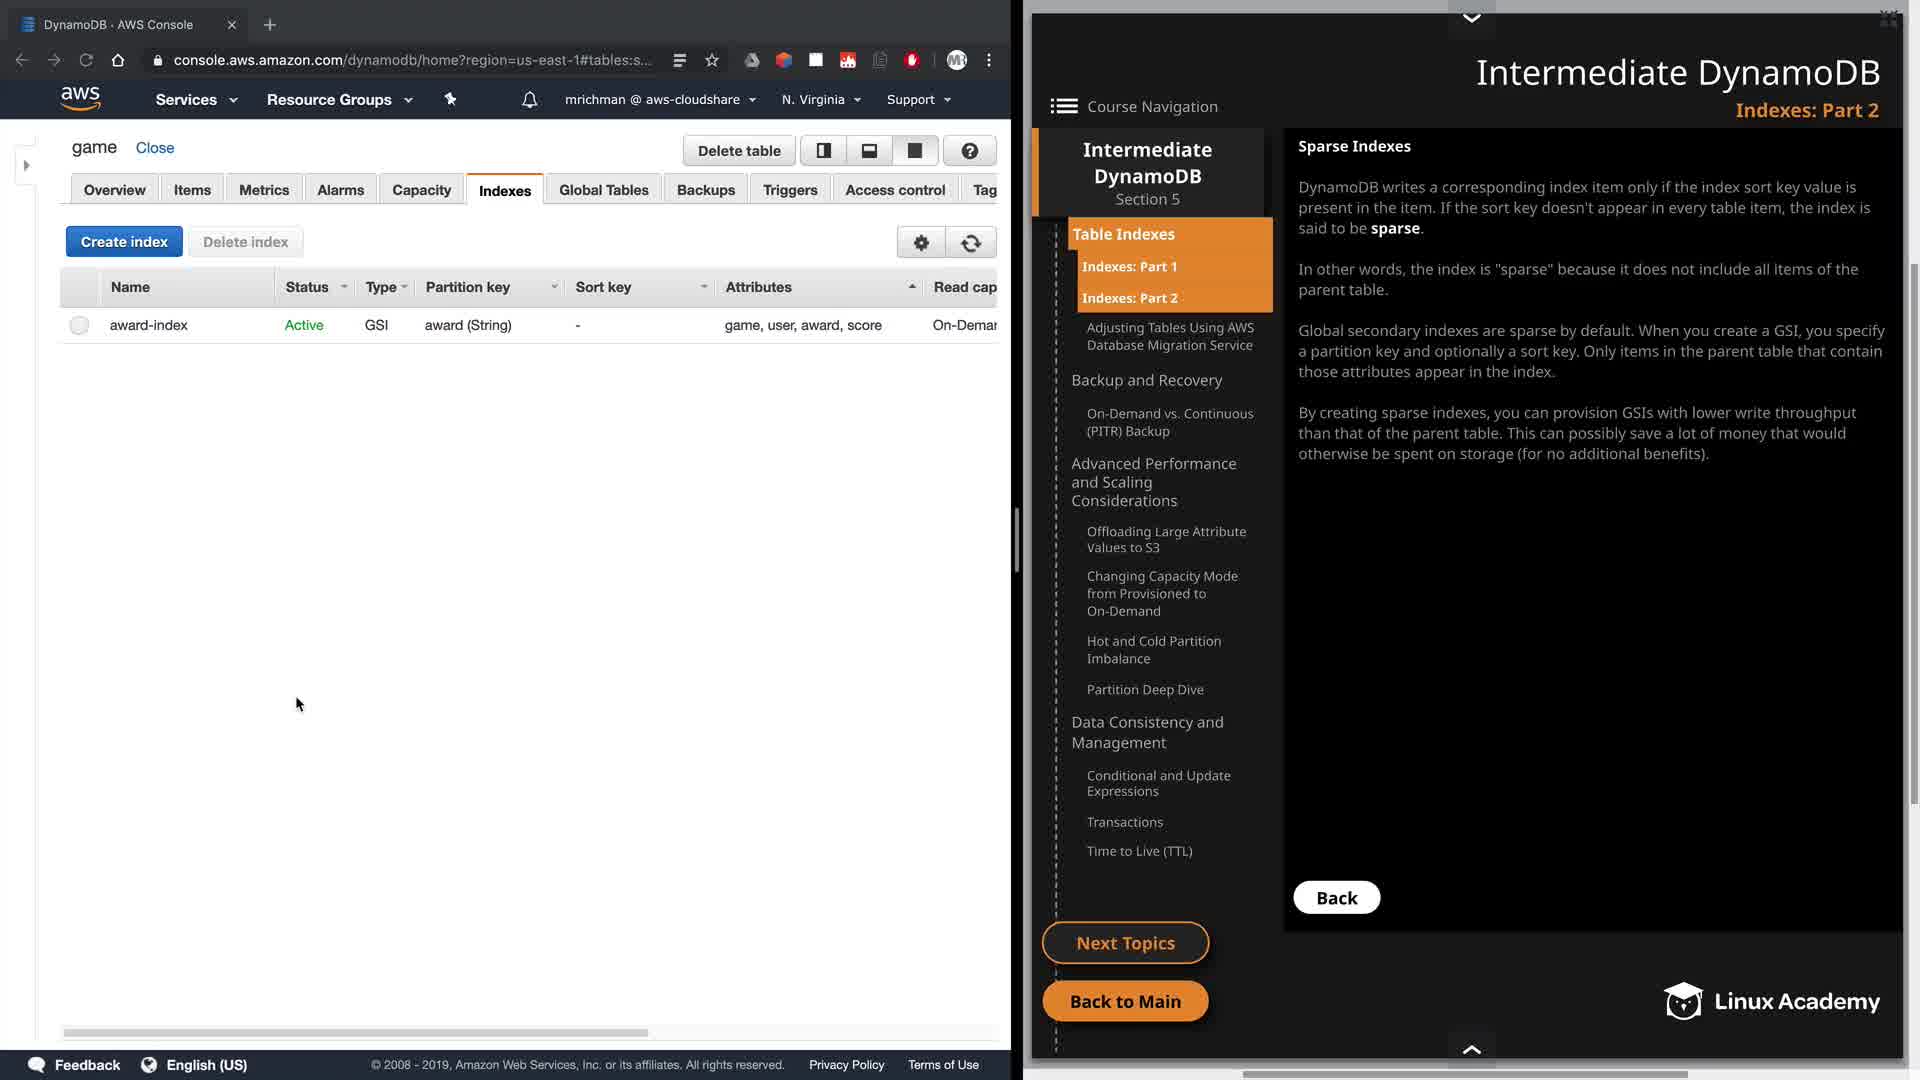 DynamoDB · AWS Console
console.aws.amazon.com/dynamodb/home?region=us-east-1#tables:s...
MR
aws
Services
Resource Groups
mrichman @ aws-cloudshare
N. Virginia
Support
game
Close
Delete table
Overview
Items
Metrics
Alarms
Capacity
Indexes
Global Tables
Backups
Triggers
Access control
Tag
Create index
Delete index
Name
Status
Type
Partition key
Sort key
Attributes
Read cap
award-index
Active
GSI
award (String)
-
game, user, award, score
On-Demar
Feedback
English (US)
© 2008 - 2019, Amazon Web Services, Inc. or its affiliates. All rights reserved.
Privacy Policy
Terms of Use
Intermediate DynamoDB
Indexes: Part 2
Course Navigation
Intermediate
DynamoDB
Section 5
Table Indexes
Indexes: Part 1
Indexes: Part 2
Adjusting Tables Using AWS
Database Migration Service
Backup and Recovery
On-Demand vs. Continuous
(PITR) Backup
Advanced Performance
and Scaling
Considerations
Offloading Large Attribute
Values to S3
Changing Capacity Mode
from Provisioned to
On-Demand
Hot and Cold Partition
Imbalance
Partition Deep Dive
Data Consistency and
Management
Conditional and Update
Expressions
Transactions
Time to Live (TTL)
Next Topics
Back to Main
Sparse Indexes
DynamoDB writes a corresponding index item only if the index sort key value is
present in the item. If the sort key doesn't appear in every table item, the index is
said to be sparse.
In other words, the index is "sparse" because it does not include all items of the
parent table.
Global secondary indexes are sparse by default. When you create a GSI, you specify
a partition key and optionally a sort key. Only items in the parent table that contain
those attributes appear in the index.
By creating sparse indexes, you can provision GSIs with lower write throughput
than that of the parent table. This can possibly save a lot of money that would
otherwise be spent on storage (for no additional benefits).
Back
Linux Academy